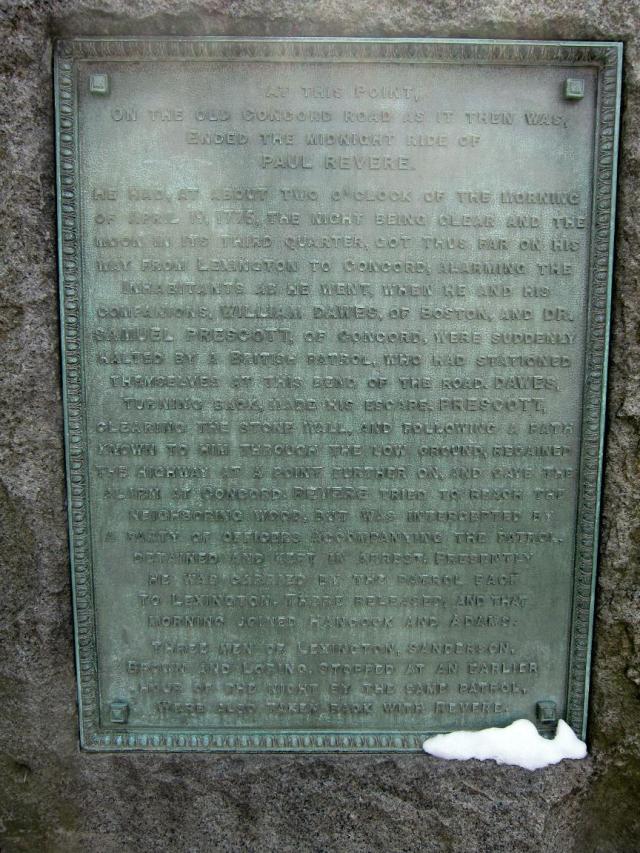 AT THIS POINT,
ON THE OLD CONCORD ROAD AS IT THEN WAS,
ENDED THE MIDNIGHT RIDE OF
PAUL REVERE.
HE HAD, AT ABOUT TWO O'CLOCK OF THE MORNING
OF APRIL 19, 1775, THE NIGHT BEING CLEAR AND THE
MOON IN ITS THIRD QUARTER, GOT THUS FAR ON HIS
WAY FROM LEXINGTON TO CONCORD, ALARMING THE
INHABITANTS AS HE WENT, WHEN HE AND HIS
COMPANIONS, WILLIAM DAWES, OF BOSTON, AND DR.
SAMUEL PRESCOTT, OF CONCORD, WERE SUDDENLY
HALTED BY A BRITISH PATROL, WHO HAD STATIONED
THEMSELVES AT THIS BEND OF THE ROAD. DAWES,
TURNING BACK, MADE HIS ESCAPE. PRESCOTT,
CLEARING THE STONE WALL, AND FOLLOWING A PATH
KNOWN TO HIM THROUGH THE LOW GROUND, REGAINED
THE HIGHWAY AT A POINT FURTHER ON, AND GAVE THE
ALARM AT CONCORD. REVERE TRIED TO REACH THE
NEIGHBORING WOOD, BUT WAS INTERCEPTED BY
A PARTY OF OFFICERS ACCOMPANYING THE PATROL,
DETAINED AND KEPT IN ARREST. PRESENTLY
HE WAS CARRIED BY THE PATROL BACK
TO LEXINGTON. THERE RELEASED, AND THAT
MORNING JOINED HANCOCK AND ADAMS.
THREE MEN OF LEXINGTON, SANDERSON,
BROWN AND LORING, STOPPED AT AN EARLIER
HOUR OF THE NIGHT BY THE SAME PATROL,
WERE ALSO TAKEN BACK WITH REVERE.